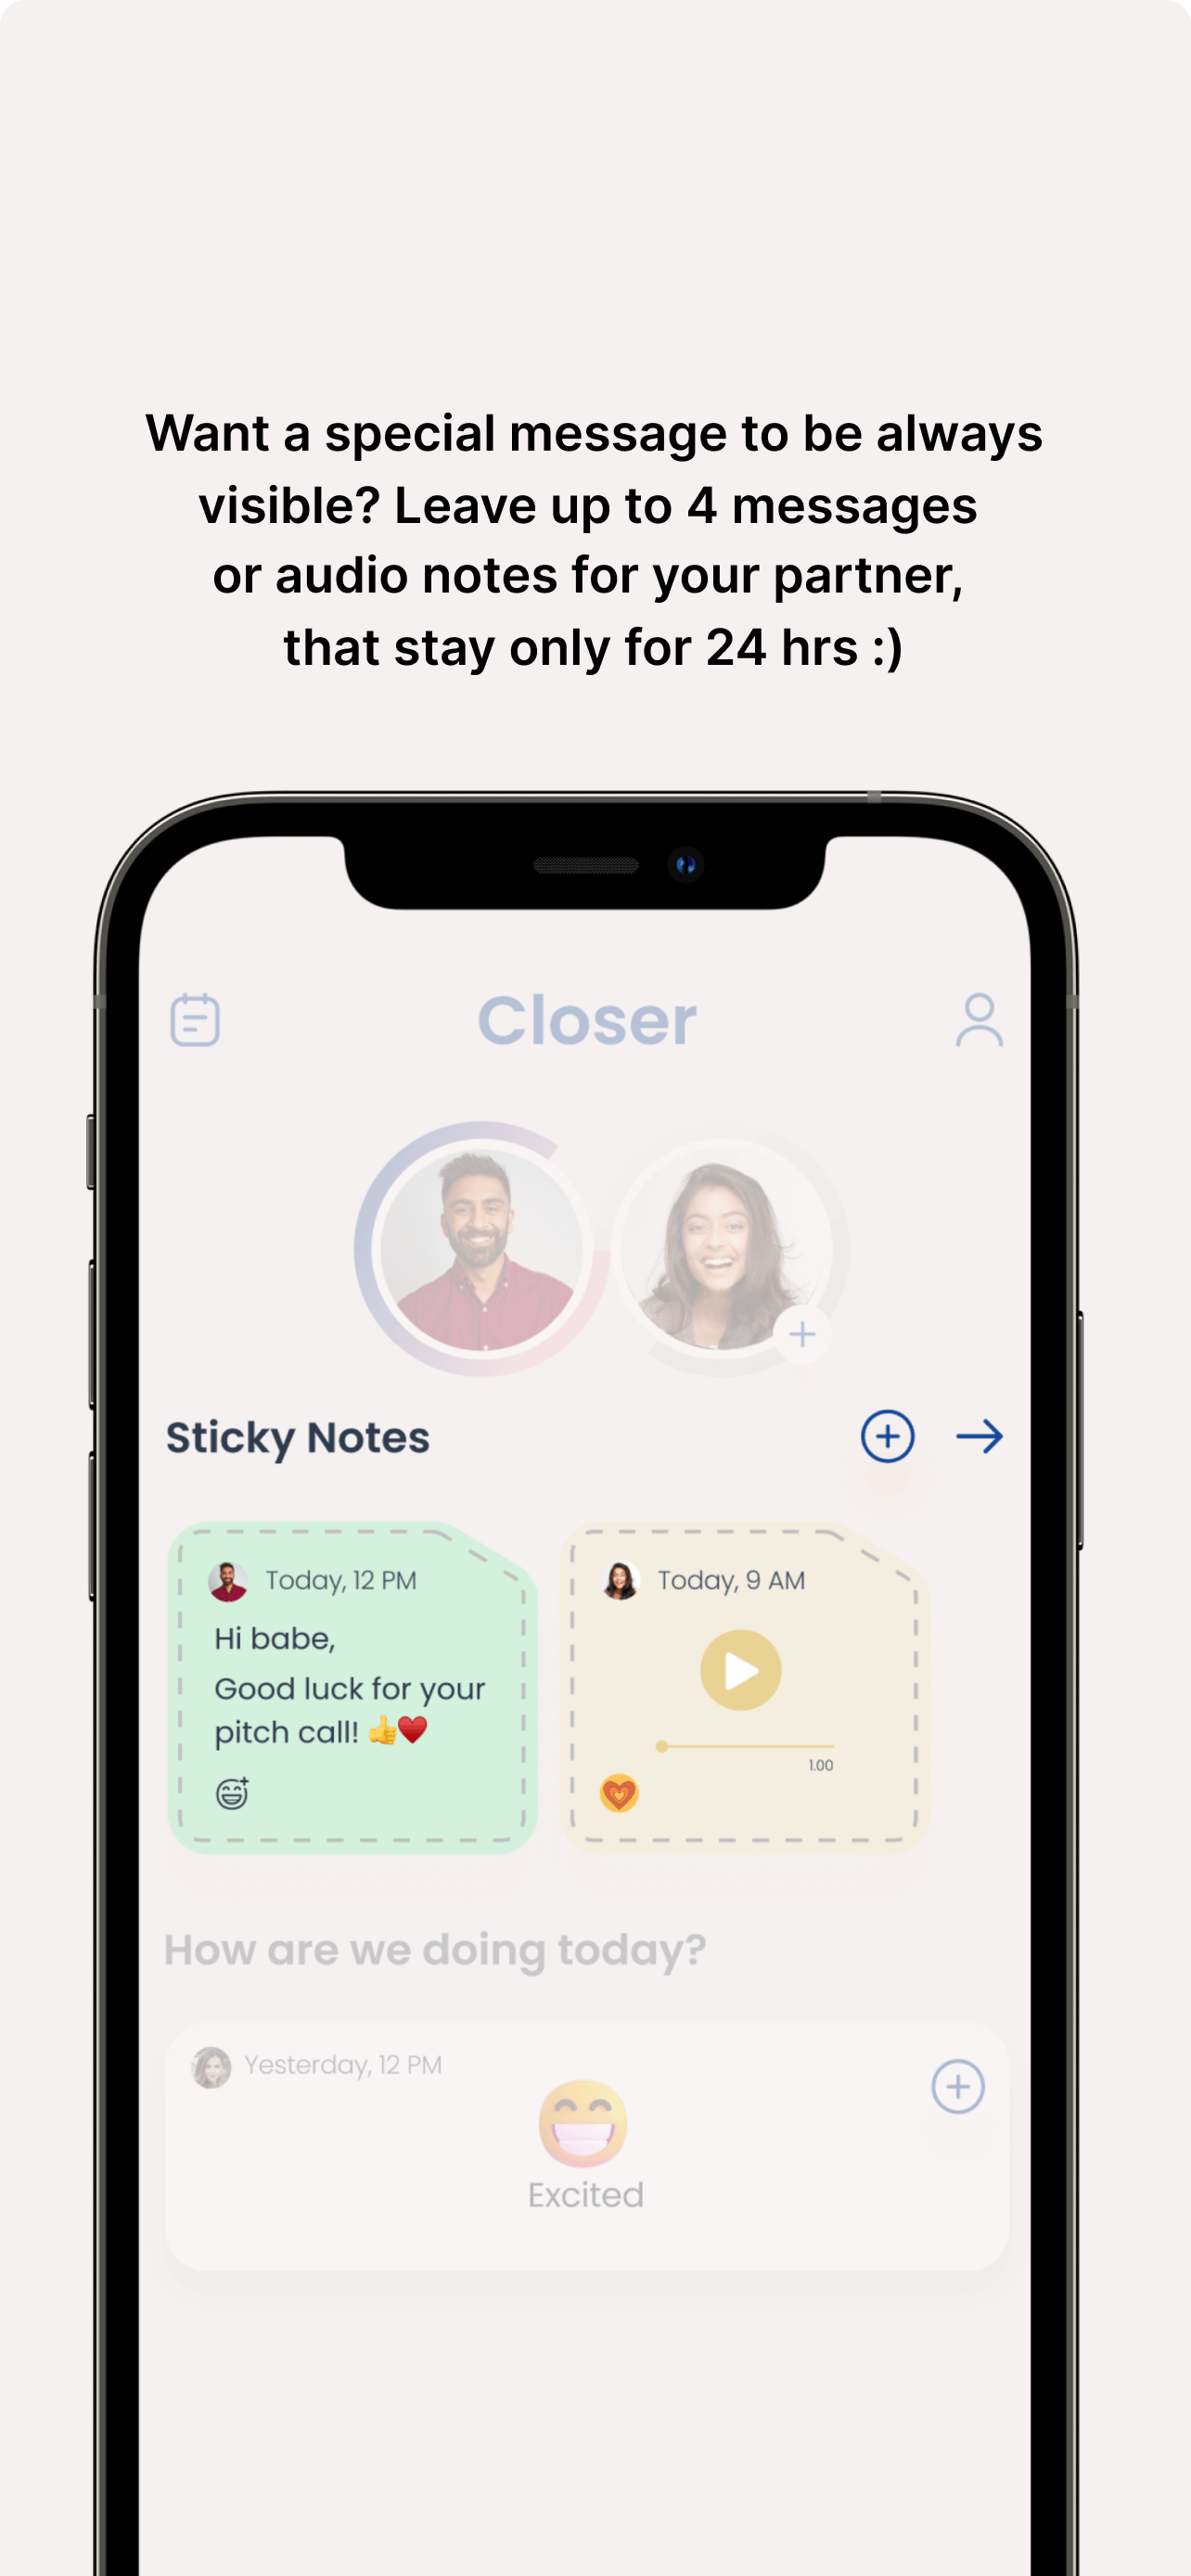 Want a special message to be always
visible? Leave up to 4 messages
or audio notes for your partner,
that stay only for 24 hrs :)
Closer
Sticky Notes
Today, 12 PM
Hi babe,
Good luck for your
pitch call! 👍❤️
Today, 9 AM
1.00
How are we doing today?
Yesterday, 12 PM
Excited